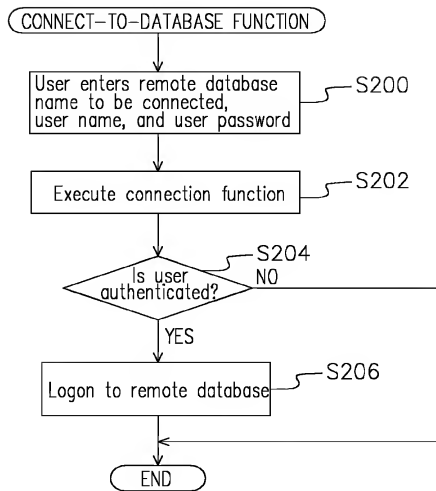 CONNECT-TO-DATABASE FUNCTION
User enters remote database
name to be connected,
user name, and user password
S200
Execute connection function
S202
S204
Is user
authenticated?
NO
YES
Logon to remote database
S206
END